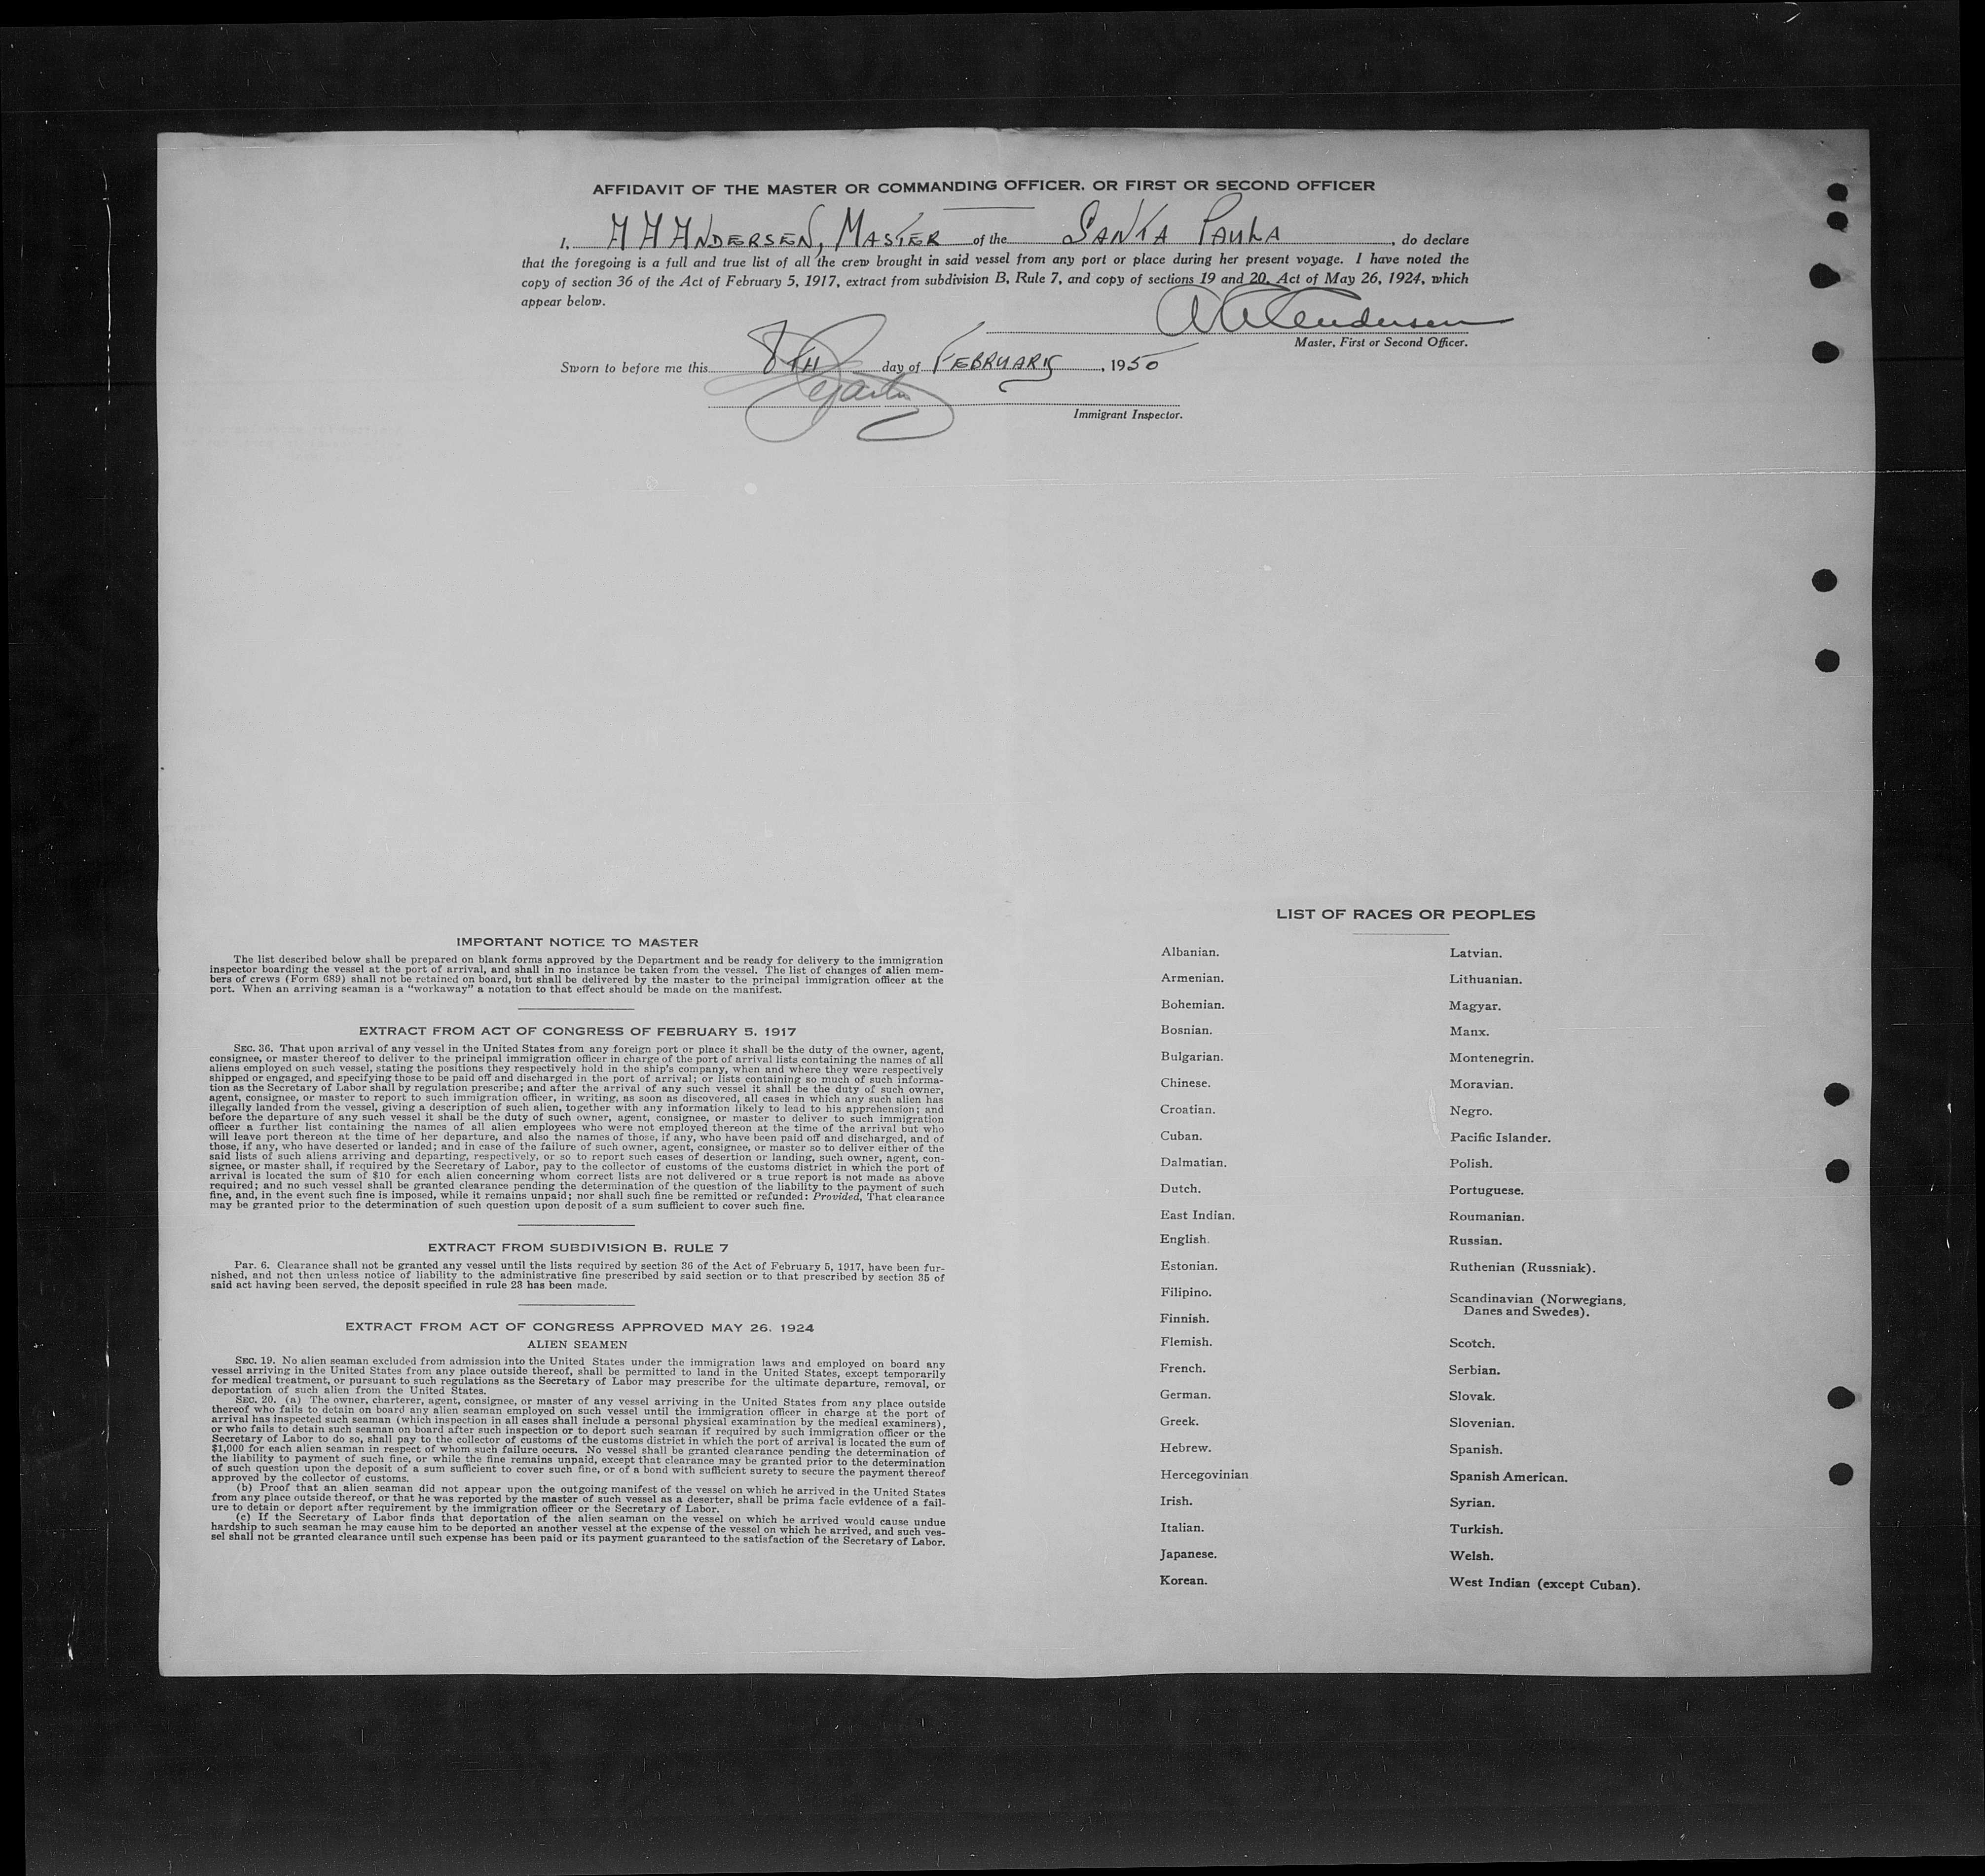 AFFIDAVIT OF THE MASTER OR COMMANDING OFFICER, OR FIRST OR SECOND OFFICER
I, A A ANDERSEN, MASTER of the SANTA PAULA, do declare
that the foregoing is a full and true list of all the crew brought in said vessel from any port or place during her present voyage. I have noted the
copy of section 36 of the Act of February 5, 1917, extract from subdivision B, Rule 7, and copy of sections 19 and 20, Act of May 26, 1924, which
appear below.
A A Andersen
Master, First or Second Officer.
Sworn to before me this 8TH day of FEBRUARY, 1950
Immigrant Inspector.
IMPORTANT NOTICE TO MASTER
The list described below shall be prepared on blank forms approved by the Department and be ready for delivery to the immigration
inspector boarding the vessel at the port of arrival, and shall in no instance be taken from the vessel. The list of changes of alien mem-
bers of crews (Form 689) shall not be retained on board, but shall be delivered by the master to the principal immigration officer at the
port. When an arriving seaman is a "workaway" a notation to that effect should be made on the manifest.
EXTRACT FROM ACT OF CONGRESS OF FEBRUARY 5, 1917
SEC. 36. That upon arrival of any vessel in the United States from any foreign port or place it shall be the duty of the owner, agent,
consignee, or master thereof to deliver to the principal immigration officer in charge of the port of arrival lists containing the names of all
aliens employed on such vessel, stating the positions they respectively hold in the ship's company, when and where they were respectively
shipped or engaged, and specifying those to be paid off and discharged in the port of arrival; or lists containing so much of such informa-
tion as the Secretary of Labor shall by regulation prescribe; and after the arrival of any such vessel it shall be the duty of such owner,
agent, consignee, or master to report to such immigration officer, in writing, as soon as discovered, all cases in which any such alien has
illegally landed from the vessel, giving a description of such alien, together with any information likely to lead to his apprehension; and
before the departure of any such vessel it shall be the duty of such owner, agent, consignee, or master to deliver to such immigration
officer a further list containing the names of all alien employees who were not employed thereon at the time of the arrival but who
will leave port thereon at the time of her departure, and also the names of those, if any, who have been paid off and discharged, and of
those, if any, who have deserted or landed; and in case of the failure of such owner, agent, consignee, or master so to deliver either of the
said lists of such aliens arriving and departing, respectively, or so to report such cases of desertion or landing, such owner, agent, con-
signee, or master shall, if required by the Secretary of Labor, pay to the collector of customs of the customs district in which the port of
arrival is located the sum of $10 for each alien concerning whom correct lists are not delivered or a true report is not made as above
required; and no such vessel shall be granted clearance pending the determination of the question of the liability to the payment of such
fine, and, in the event such fine is imposed, while it remains unpaid; nor shall such fine be remitted or refunded: Provided, That clearance
may be granted prior to the determination of such question upon deposit of a sum sufficient to cover such fine.
EXTRACT FROM SUBDIVISION B, RULE 7
Par. 6. Clearance shall not be granted any vessel until the lists required by section 36 of the Act of February 5, 1917, have been fur-
nished, and not then unless notice of liability to the administrative fine prescribed by said section or to that prescribed by section 35 of
said act having been served, the deposit specified in rule 23 has been made.
EXTRACT FROM ACT OF CONGRESS APPROVED MAY 26, 1924
ALIEN SEAMEN
SEC. 19. No alien seaman excluded from admission into the United States under the immigration laws and employed on board any
vessel arriving in the United States from any place outside thereof, shall be permitted to land in the United States, except temporarily
for medical treatment, or pursuant to such regulations as the Secretary of Labor may prescribe for the ultimate departure, removal, or
deportation of such alien from the United States.
SEC. 20. (a) The owner, charterer, agent, consignee, or master of any vessel arriving in the United States from any place outside
thereof who fails to detain on board any alien seaman employed on such vessel until the immigration officer in charge at the port of
arrival has inspected such seaman (which inspection in all cases shall include a personal physical examination by the medical examiners),
or who fails to detain such seaman on board after such inspection or to deport such seaman if required by such immigration officer or the
Secretary of Labor to do so, shall pay to the collector of customs of the customs district in which the port of arrival is located the sum of
$1,000 for each alien seaman in respect of whom such failure occurs. No vessel shall be granted clearance pending the determination of
the liability to payment of such fine, or while the fine remains unpaid, except that clearance may be granted prior to the determination
of such question upon the deposit of a sum sufficient to cover such fine, or of a bond with sufficient surety to secure the payment thereof
approved by the collector of customs.
(b) Proof that an alien seaman did not appear upon the outgoing manifest of the vessel on which he arrived in the United States
from any place outside thereof, or that he was reported by the master of such vessel as a deserter, shall be prima facie evidence of a fail-
ure to detain or deport after requirement by the immigration officer or the Secretary of Labor.
(c) If the Secretary of Labor finds that deportation of the alien seaman on the vessel on which he arrived would cause undue
hardship to such seaman he may cause him to be deported an another vessel at the expense of the vessel on which he arrived, and such ves-
sel shall not be granted clearance until such expense has been paid or its payment guaranteed to the satisfaction of the Secretary of Labor.
LIST OF RACES OR PEOPLES
Albanian.
Armenian.
Bohemian.
Bosnian.
Bulgarian.
Chinese.
Croatian.
Cuban.
Dalmatian.
Dutch.
East Indian.
English.
Estonian.
Filipino.
Finnish.
Flemish.
French.
German.
Greek.
Hebrew.
Hercegovinian
Irish.
Italian.
Japanese.
Korean.
Latvian.
Lithuanian.
Magyar.
Manx.
Montenegrin.
Moravian.
Negro.
Pacific Islander.
Polish.
Portuguese.
Roumanian.
Russian.
Ruthenian (Russniak).
Scandinavian (Norwegians,
Danes and Swedes).
Scotch.
Serbian.
Slovak.
Slovenian.
Spanish.
Spanish American.
Syrian.
Turkish.
Welsh.
West Indian (except Cuban).